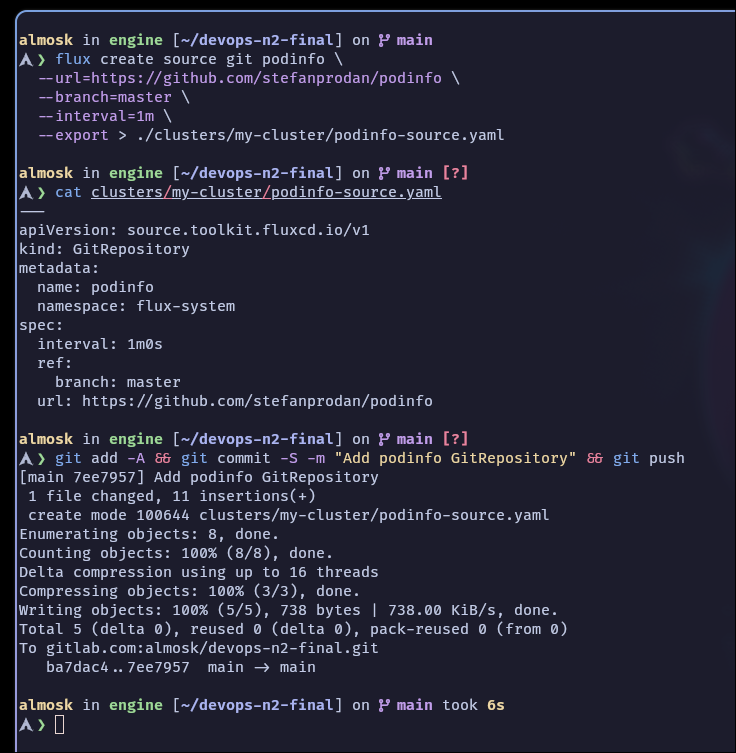 almosk in engine [~/devops-n2-final] on main
❯ flux create source git podinfo \
  --url=https://github.com/stefanprodan/podinfo \
  --branch=master \
  --interval=1m \
  --export > ./clusters/my-cluster/podinfo-source.yaml
almosk in engine [~/devops-n2-final] on main [?]
❯ cat clusters/my-cluster/podinfo-source.yaml
---
apiVersion: source.toolkit.fluxcd.io/v1
kind: GitRepository
metadata:
  name: podinfo
  namespace: flux-system
spec:
  interval: 1m0s
  ref:
    branch: master
  url: https://github.com/stefanprodan/podinfo
almosk in engine [~/devops-n2-final] on main [?]
❯ git add -A && git commit -S -m "Add podinfo GitRepository" && git push
[main 7ee7957] Add podinfo GitRepository
 1 file changed, 11 insertions(+)
 create mode 100644 clusters/my-cluster/podinfo-source.yaml
Enumerating objects: 8, done.
Counting objects: 100% (8/8), done.
Delta compression using up to 16 threads
Compressing objects: 100% (3/3), done.
Writing objects: 100% (5/5), 738 bytes | 738.00 KiB/s, done.
Total 5 (delta 0), reused 0 (delta 0), pack-reused 0 (from 0)
To gitlab.com:almosk/devops-n2-final.git
   ba7dac4..7ee7957  main -> main
almosk in engine [~/devops-n2-final] on main took 6s
❯